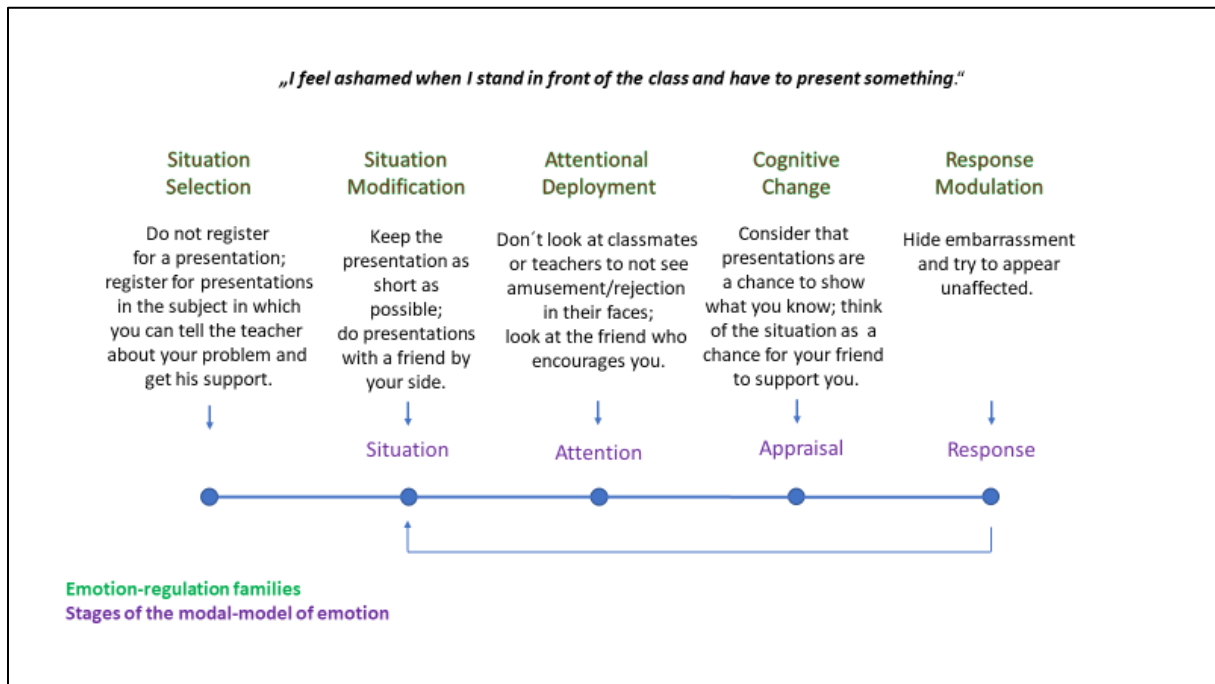 „I feel ashamed when I stand in front of the class and have to present something.“
Situation
Selection
Do not register
for a presentation;
register for presentations
in the subject in which
you can tell the teacher
about your problem and
get his support.
Situation
Modification
Keep the
presentation as
short as
possible;
do presentations
with a friend by
your side.
Attentional
Deployment
Don´t look at classmates
or teachers to not see
amusement/rejection
in their faces;
look at the friend who
encourages you.
Cognitive
Change
Consider that
presentations are
a chance to show
what you know; think
of the situation as a
chance for your friend
to support you.
Response
Modulation
Hide embarrassment
and try to appear
unaffected.
Situation
Attention
Appraisal
Response
Emotion-regulation families
Stages of the modal-model of emotion